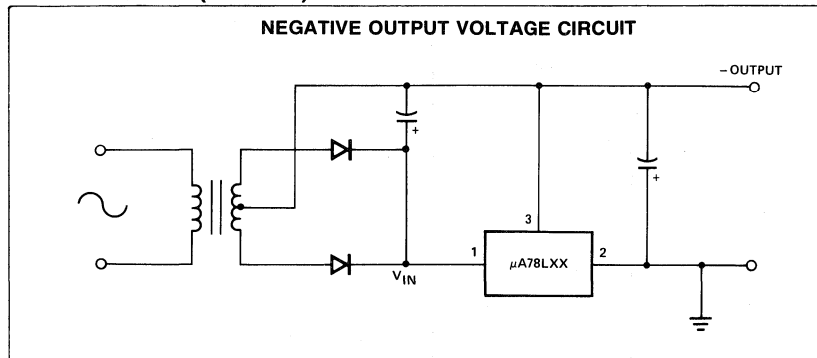 NEGATIVE OUTPUT VOLTAGE CIRCUIT
– OUTPUT
+
+
3
1
μA78LXX
2
VIN